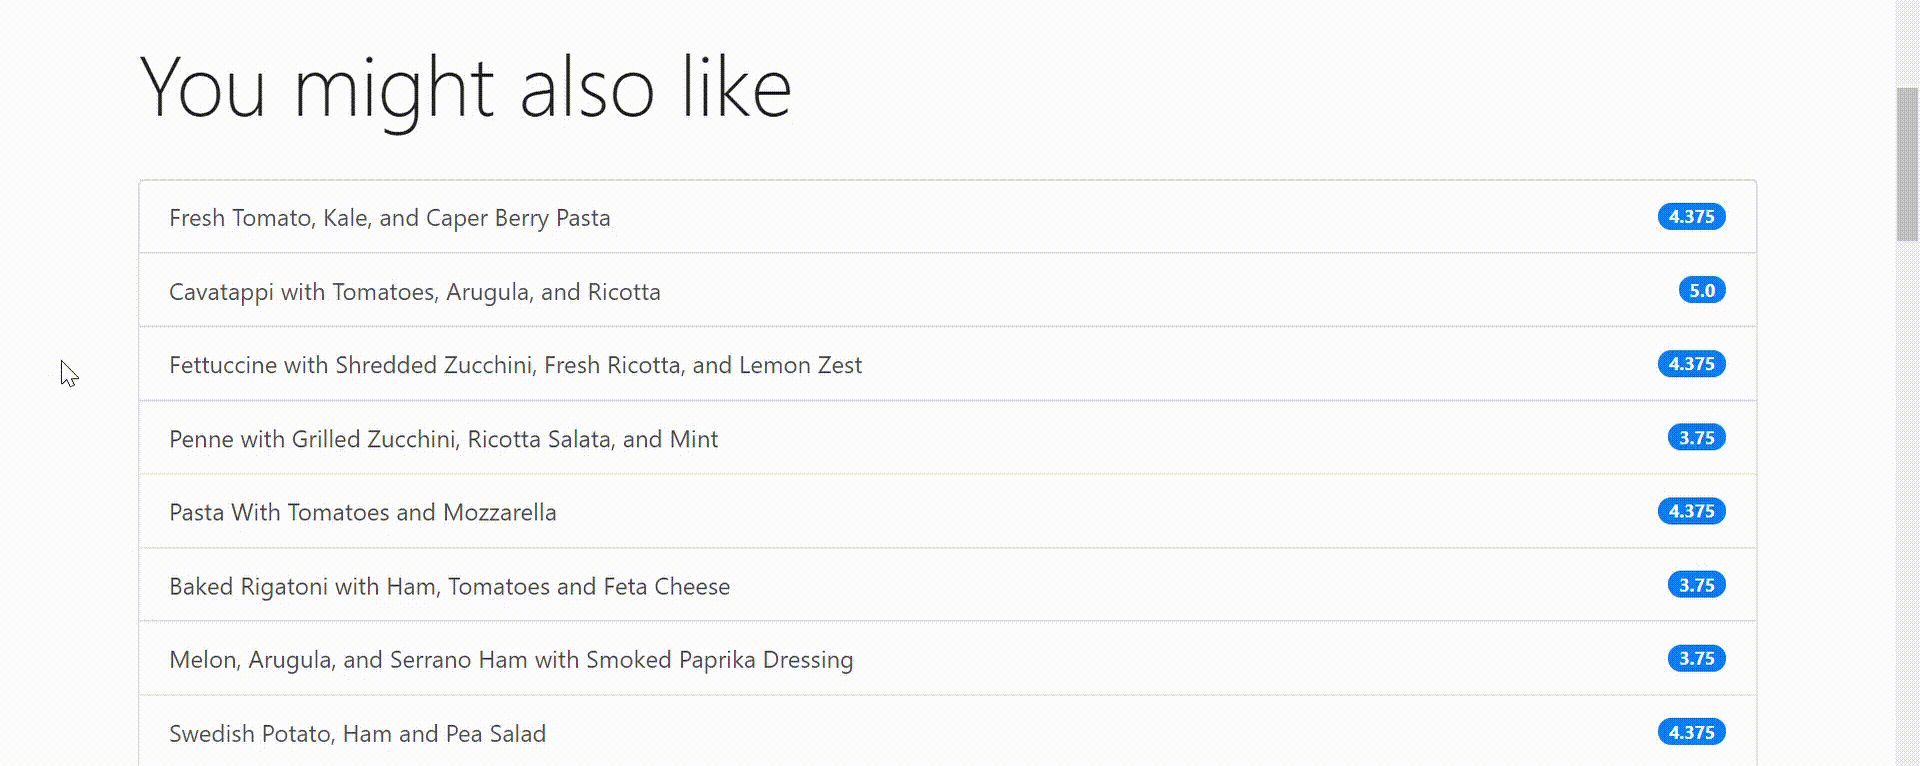 You might also like
Fresh Tomato, Kale, and Caper Berry Pasta 4.375
Cavatappi with Tomatoes, Arugula, and Ricotta 5.0
Fettuccine with Shredded Zucchini, Fresh Ricotta, and Lemon Zest 4.375
Penne with Grilled Zucchini, Ricotta Salata, and Mint 3.75
Pasta With Tomatoes and Mozzarella 4.375
Baked Rigatoni with Ham, Tomatoes and Feta Cheese 3.75
Melon, Arugula, and Serrano Ham with Smoked Paprika Dressing 3.75
Swedish Potato, Ham and Pea Salad 4.375